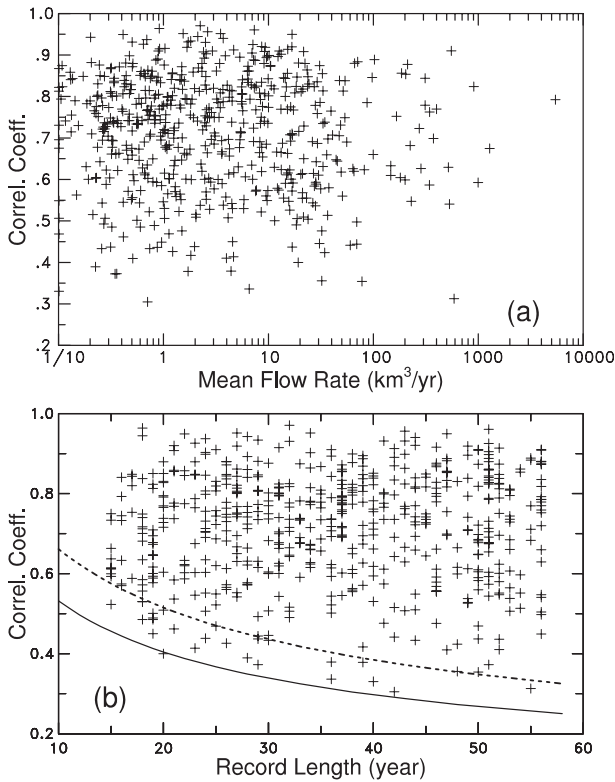 1.0
.9
.8
.7
.6
.5
.4
.3
.2
Correl. Coeff.
(a)
1/10 1 10 100 1000 10000
Mean Flow Rate (km³/yr)
1.0
0.8
0.6
0.4
0.2
Correl. Coeff.
(b)
10 20 30 40 50 60
Record Length (year)